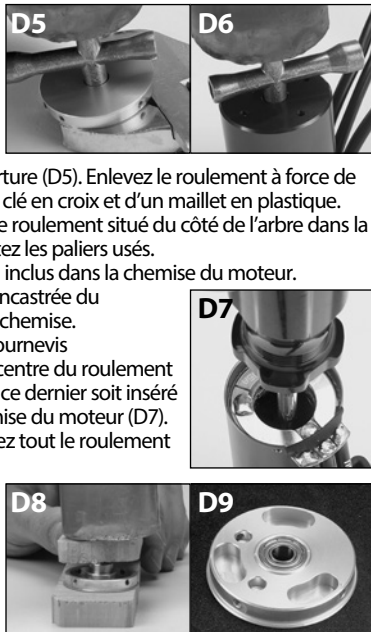 D5 D6
rture (D5). Enlevez le roulement à force de
clé en croix et d'un maillet en plastique.
e roulement situé du côté de l'arbre dans la
tez les paliers usés.
inclus dans la chemise du moteur.
ncastrée du
chemise.
ournevis
centre du roulement
ce dernier soit inséré
mise du moteur (D7).
ez tout le roulement
D7
D8 D9